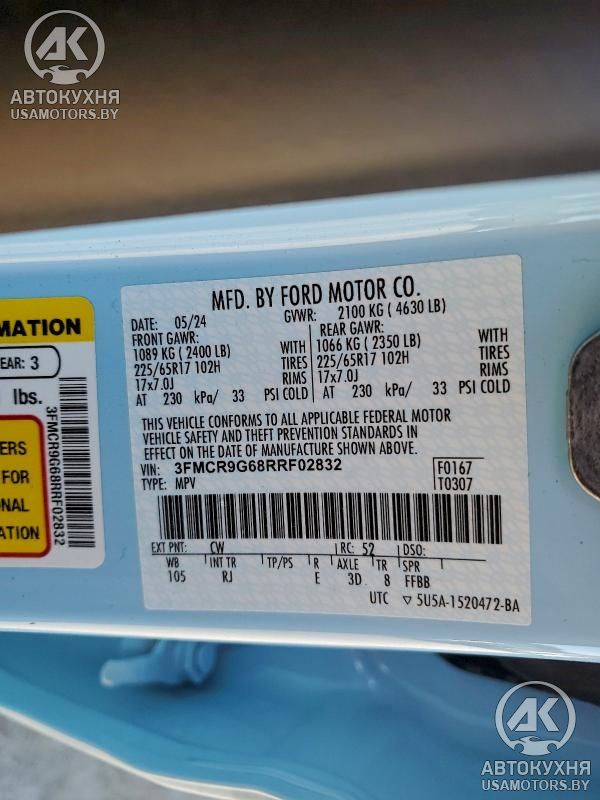 АК
АВТОКУХНЯ
USAMOTORS.BY
MFD. BY FORD MOTOR CO.
DATE: 05/24 GVWR: 2100 KG ( 4630 LB)
FRONT GAWR: REAR GAWR:
1089 KG ( 2400 LB) WITH 1066 KG ( 2350 LB) WITH
225/65R17 102H TIRES 225/65R17 102H TIRES
17x7.0J RIMS 17x7.0J RIMS
AT 230 kPa/ 33 PSI COLD AT 230 kPa/ 33 PSI COLD
THIS VEHICLE CONFORMS TO ALL APPLICABLE FEDERAL MOTOR
VEHICLE SAFETY AND THEFT PREVENTION STANDARDS IN
EFFECT ON THE DATE OF MANUFACTURE SHOWN ABOVE.
VIN: 3FMCR9G68RRF02832
TYPE: MPV
F0167
T0307
EXT PNT: CW RC: 52 DSO:
WB INT TR TP/PS R AXLE TR SPR
105 RJ E 3D 8 FFBB
UTC ▽5U5A-1520472-BA
MATION
EAR: 3
lbs.
3FMCR9G68RRF02832
ERS
FOR
ONAL
ATION
АК
АВТОКУХНЯ
USAMOTORS.BY